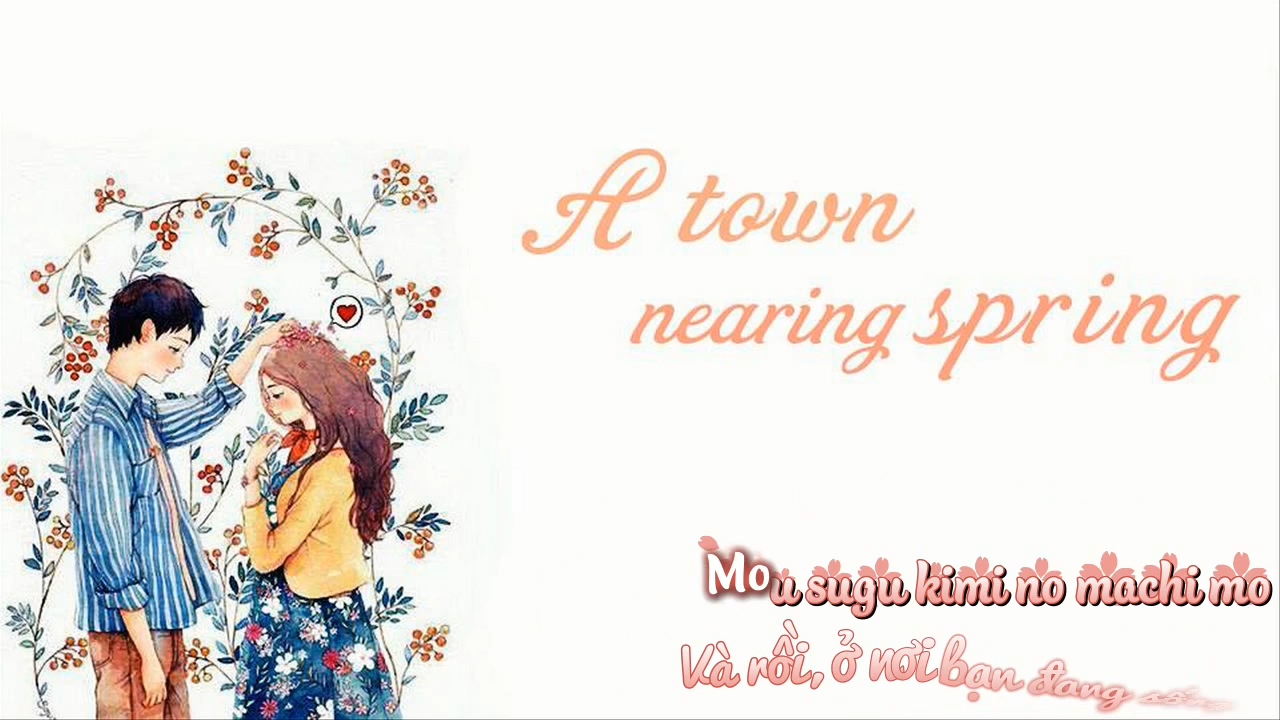 A town
nearing spring
Mou sugu kimi no machi mo
Và rồi, ở nơi bạn đang